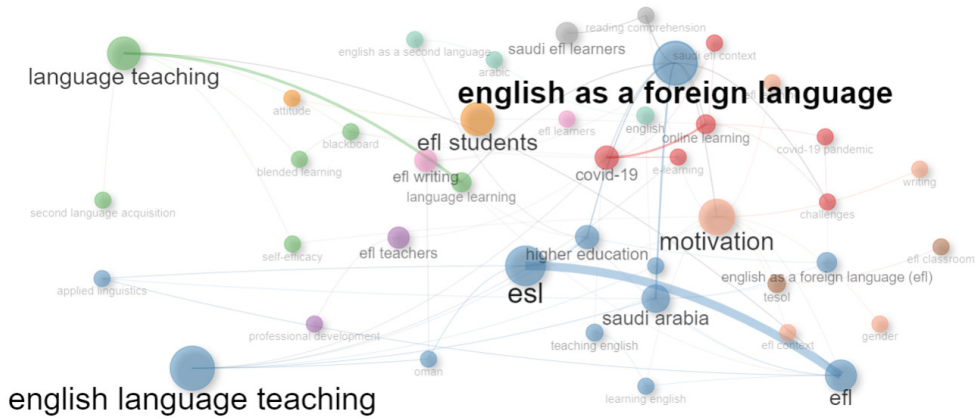 reading comprehension
saudi efl learners
english as a second language
saudi efl context
arabic
language teaching
english as a foreign language
attitude
efl students
efl learners
english
online learning
blackboard
covid-19 pandemic
blended learning
efl writing
covid-19
e-learning
language learning
writing
second language acquisition
challenges
motivation
self-efficacy
efl teachers
higher education
efl classroom
english as a foreign language (efl)
applied linguistics
esl
tesol
saudi arabia
professional development
teaching english
efl context
gender
oman
english language teaching
learning english
efl